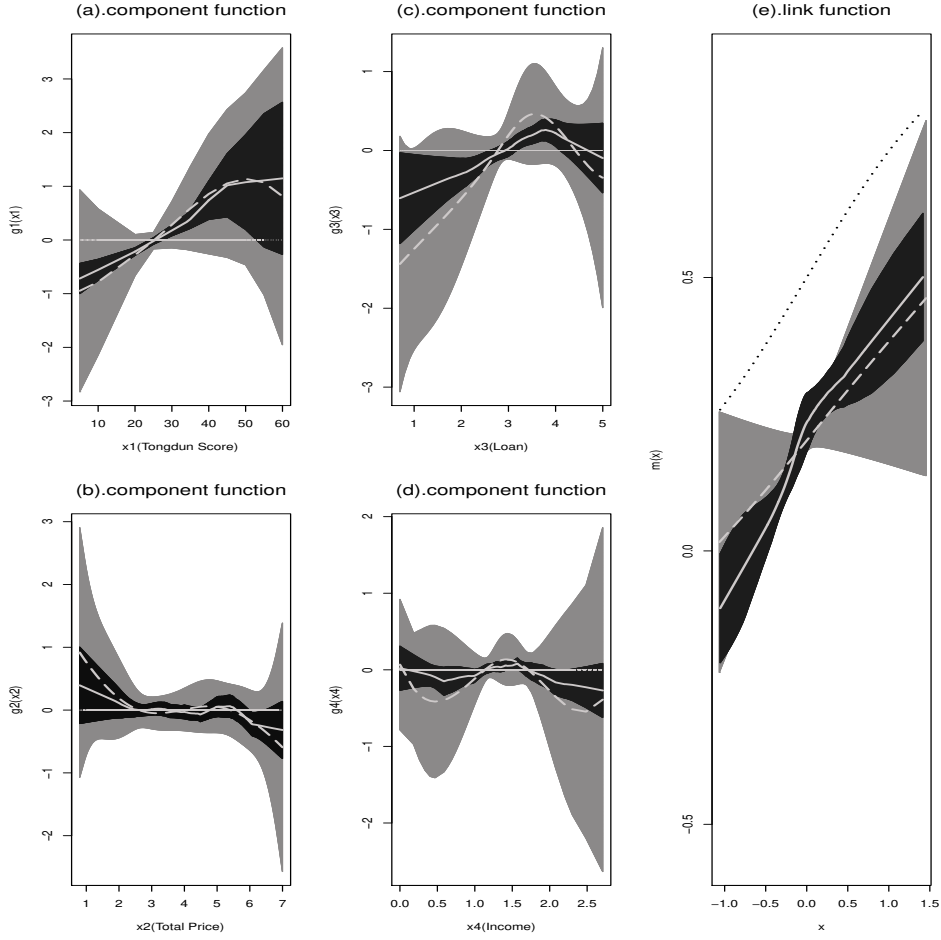 (a).component function
3
2
1
0
-1
-2
-3
g1(x1)
10 20 30 40 50 60
x1(Tongdun Score)
(c).component function
1
0
-1
-2
-3
g3(x3)
1 2 3 4 5
x3(Loan)
(e).link function
0.5
0.0
-0.5
m(x)
-1.0 -0.5 0.0 0.5 1.0 1.5
x
(b).component function
3
2
1
0
-1
-2
g2(x2)
1 2 3 4 5 6 7
x2(Total Price)
(d).component function
2
1
0
-1
-2
g4(x4)
0.0 0.5 1.0 1.5 2.0 2.5
x4(Income)